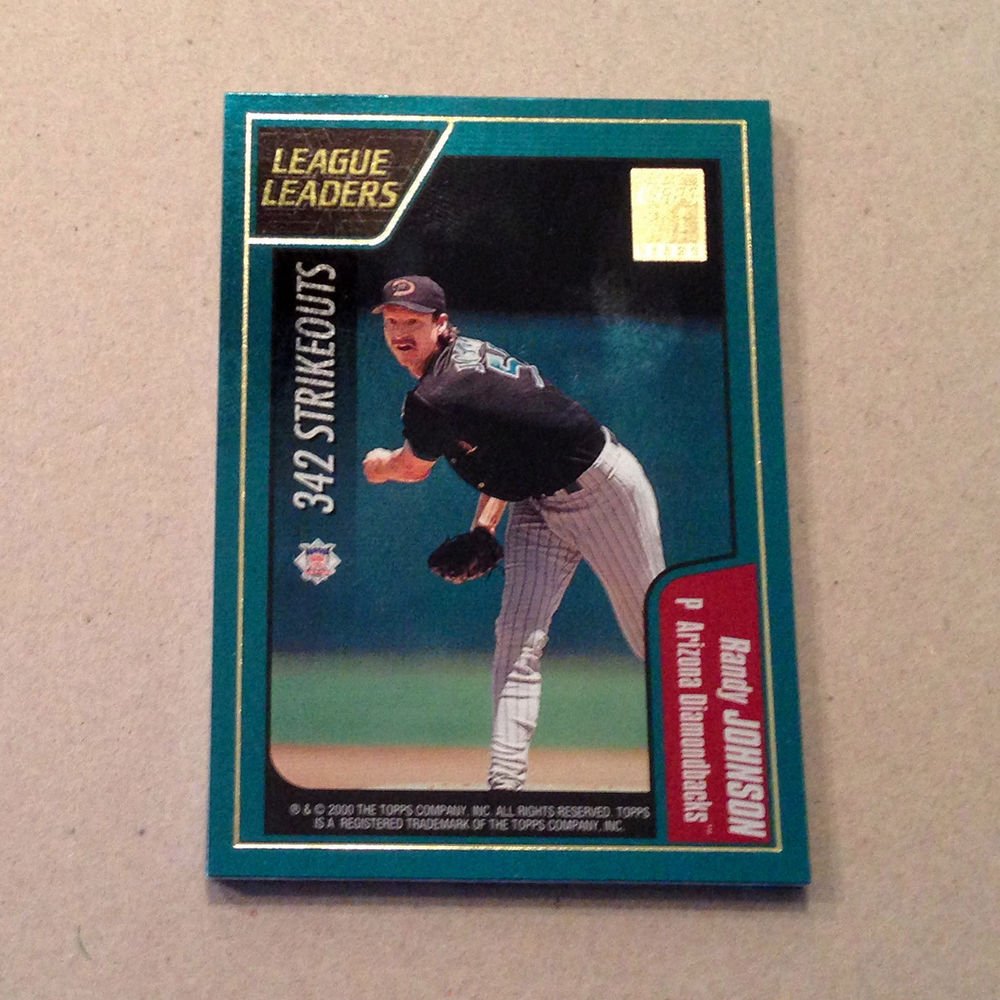 LEAGUE
LEADERS
342 STRIKEOUTS
Randy JOHNSON
P Arizona Diamondbacks™
® & © 2000 THE TOPPS COMPANY, INC. ALL RIGHTS RESERVED. TOPPS
IS A REGISTERED TRADEMARK OF THE TOPPS COMPANY, INC.